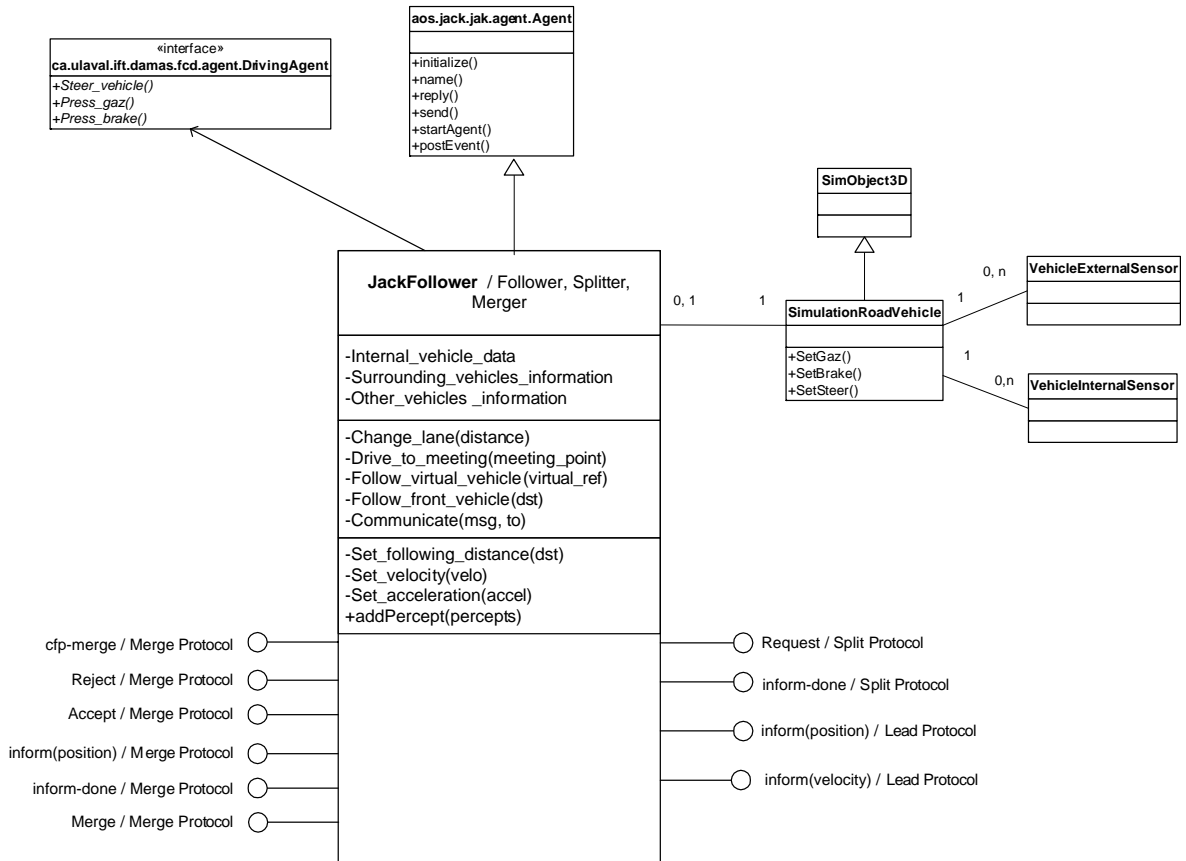 aos.jack.jak.agent.Agent
+initialize()
+name()
+reply()
+send()
+startAgent()
+postEvent()
«interface»
ca.ulaval.ift.damas.fcd.agent.DrivingAgent
+Steer_vehicle()
+Press_gaz()
+Press_brake()
SimObject3D
JackFollower / Follower, Splitter,
Merger
-Internal_vehicle_data
-Surrounding_vehicles_information
-Other_vehicles _information
-Change_lane(distance)
-Drive_to_meeting(meeting_point)
-Follow_virtual_vehicle(virtual_ref)
-Follow_front_vehicle(dst)
-Communicate(msg, to)
-Set_following_distance(dst)
-Set_velocity(velo)
-Set_acceleration(accel)
+addPercept(percepts)
0, 1
1
SimulationRoadVehicle
+SetGaz()
+SetBrake()
+SetSteer()
1
0, n
VehicleExternalSensor
1
0,n
VehicleInternalSensor
cfp-merge / Merge Protocol
Reject / Merge Protocol
Accept / Merge Protocol
inform(position) / Merge Protocol
inform-done / Merge Protocol
Merge / Merge Protocol
Request / Split Protocol
inform-done / Split Protocol
inform(position) / Lead Protocol
inform(velocity) / Lead Protocol